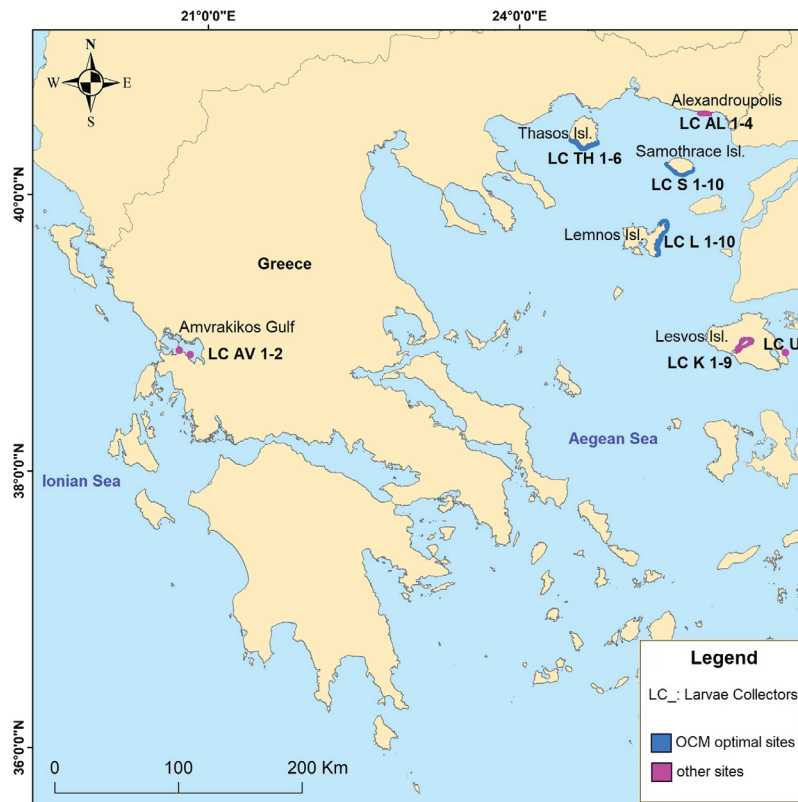 21°0'0"E
24°0'0"E
N
W E
S
Alexandroupolis
LC AL 1-4
Thasos Isl.
LC TH 1-6
Samothrace Isl.
LC S 1-10
40°0'0"N
Lemnos Isl.
LC L 1-10
Greece
Amvrakikos Gulf
LC AV 1-2
Lesvos Isl.
LC U
LC K 1-9
Aegean Sea
38°0'0"N
Ionian Sea
Legend
LC_: Larvae Collectors
OCM optimal sites
other sites
36°0'0"N
0 100 200 Km